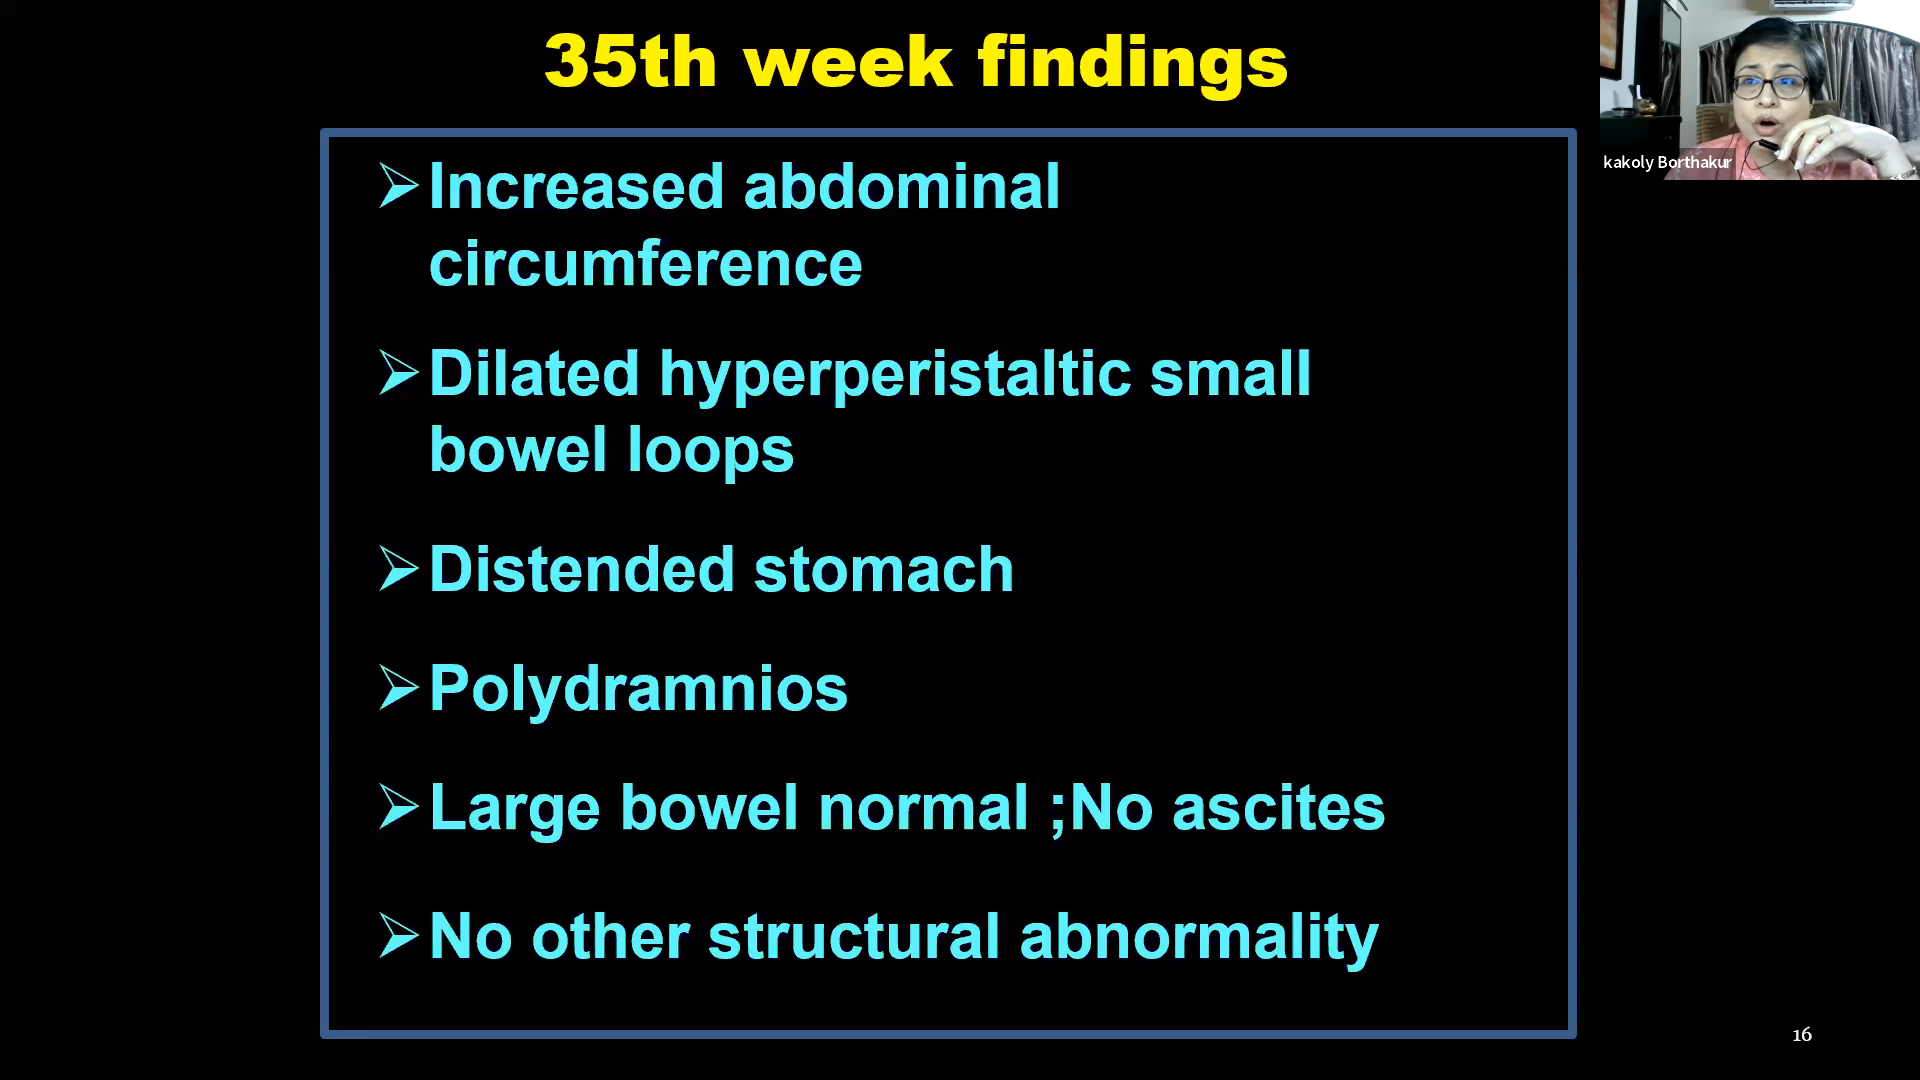 35th week findings
Increased abdominal
circumference
Dilated hyperperistaltic small
bowel loops
Distended stomach
Polydramnios
Large bowel normal ;No ascites
No other structural abnormality
kakoly Borthakur
16